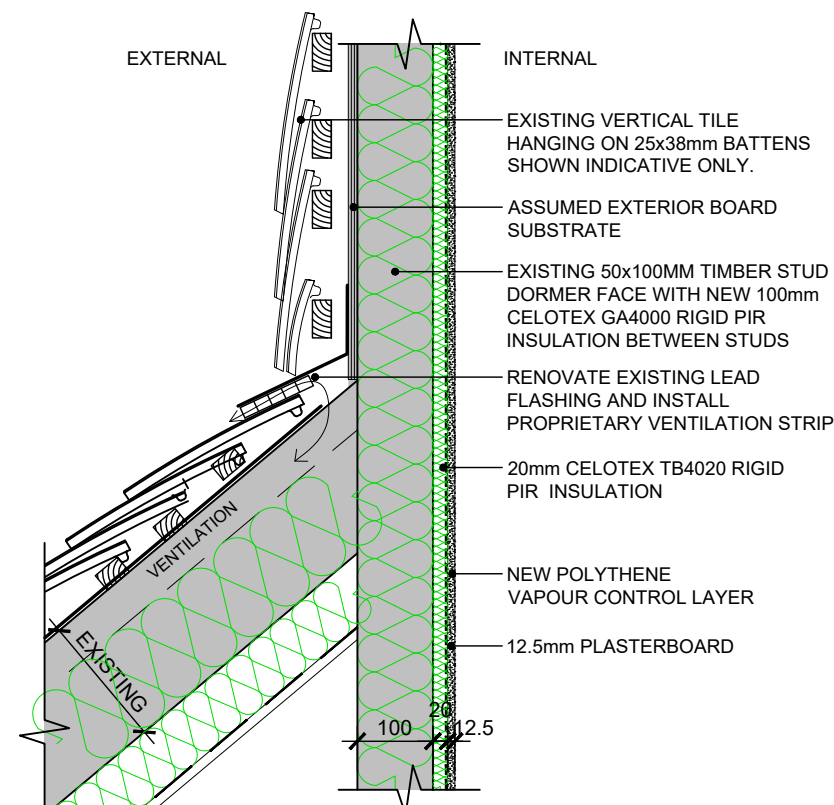 EXTERNAL
INTERNAL
EXISTING VERTICAL TILE
HANGING ON 25x38mm BATTENS
SHOWN INDICATIVE ONLY.
ASSUMED EXTERIOR BOARD
SUBSTRATE
EXISTING 50x100MM TIMBER STUD
DORMER FACE WITH NEW 100mm
CELOTEX GA4000 RIGID PIR
INSULATION BETWEEN STUDS
RENOVATE EXISTING LEAD
FLASHING AND INSTALL
PROPRIETARY VENTILATION STRIP
20mm CELOTEX TB4020 RIGID
PIR INSULATION
NEW POLYTHENE
VAPOUR CONTROL LAYER
12.5mm PLASTERBOARD
VENTILATION
EXISTING
100
20
12.5